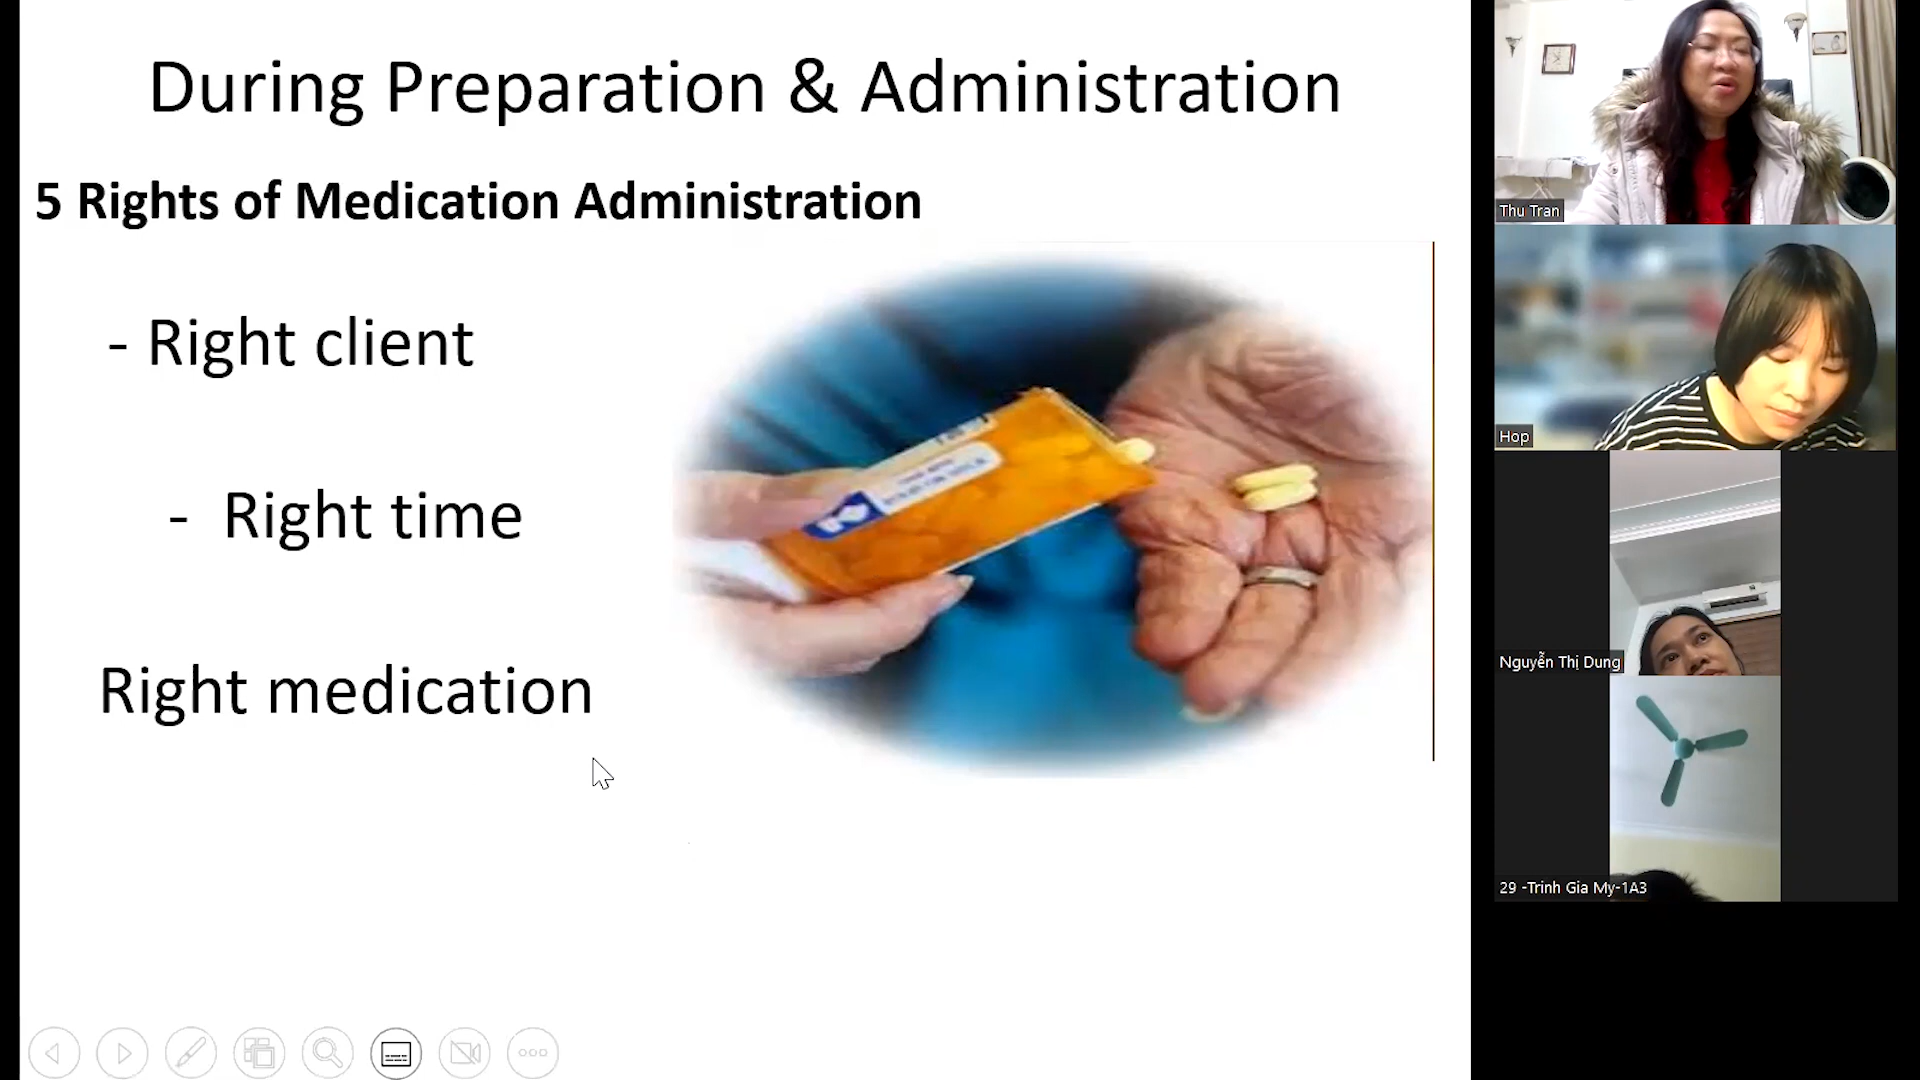 During Preparation & Administration
5 Rights of Medication Administration
- Right client
- Right time
Right medication
Thu Tran
Hop
Nguyễn Thị Dung
29 -Trinh Gia My-1A3